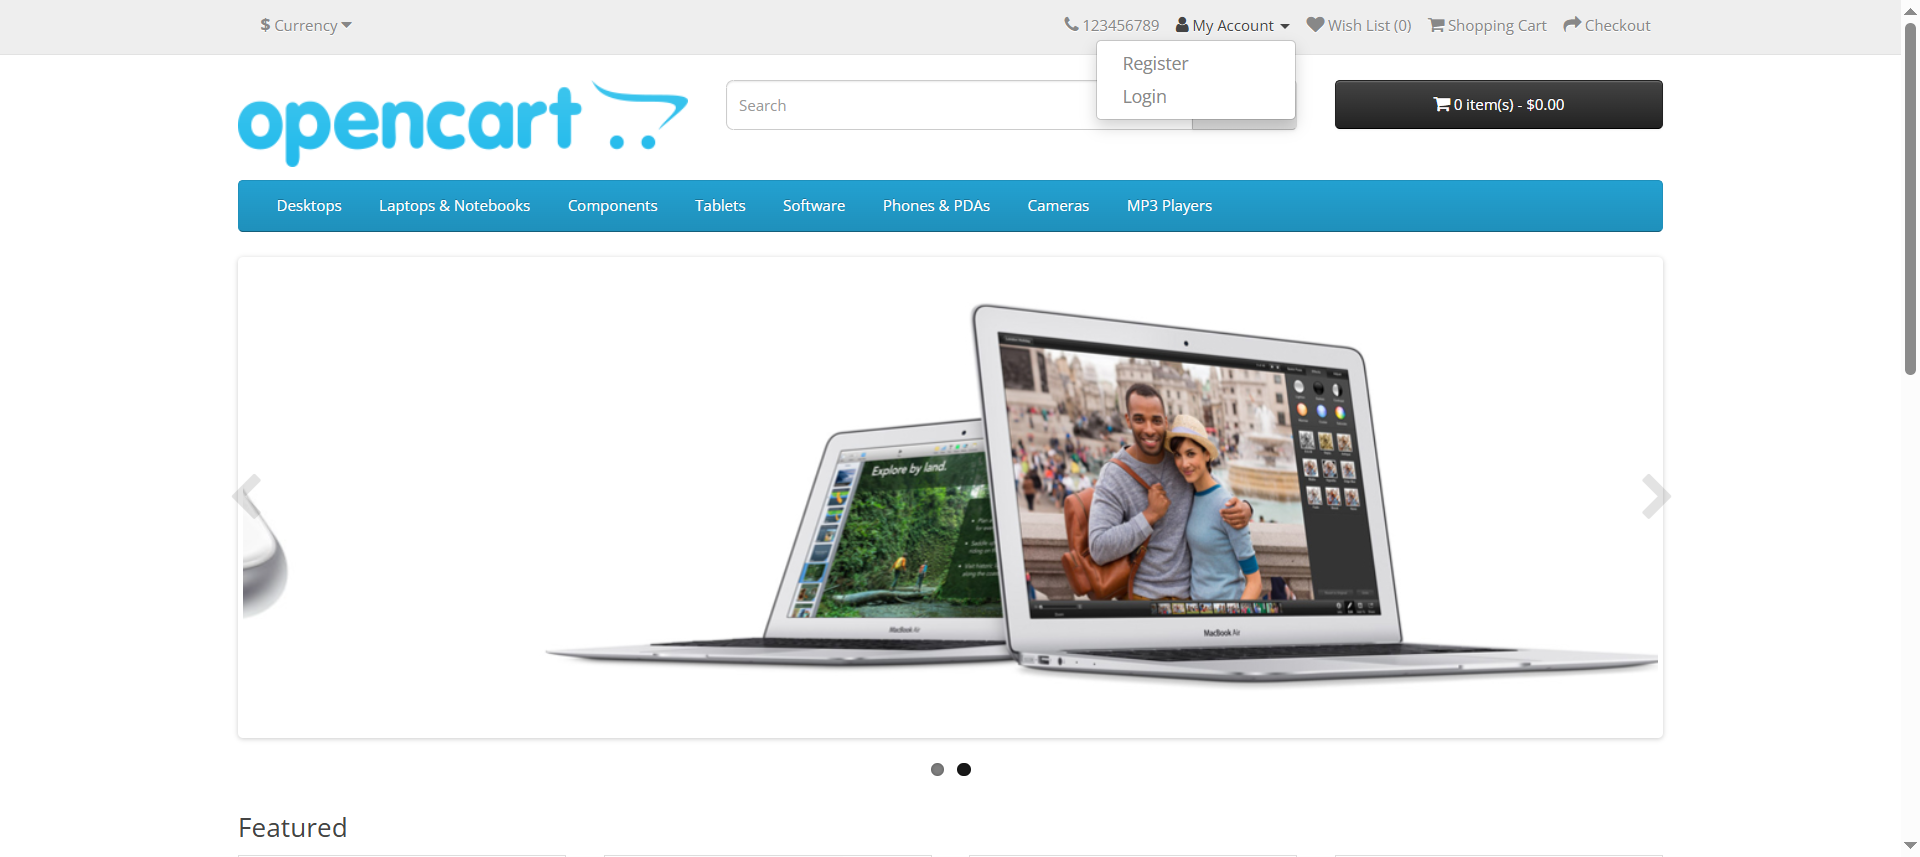 $ Currency
123456789 My Account Wish List (0) Shopping Cart Checkout
Register
Login
opencart
Search
0 item(s) - $0.00
Desktops Laptops & Notebooks Components Tablets Software Phones & PDAs Cameras MP3 Players
Explore by land.
MacBook Air
MacBook Air
Featured